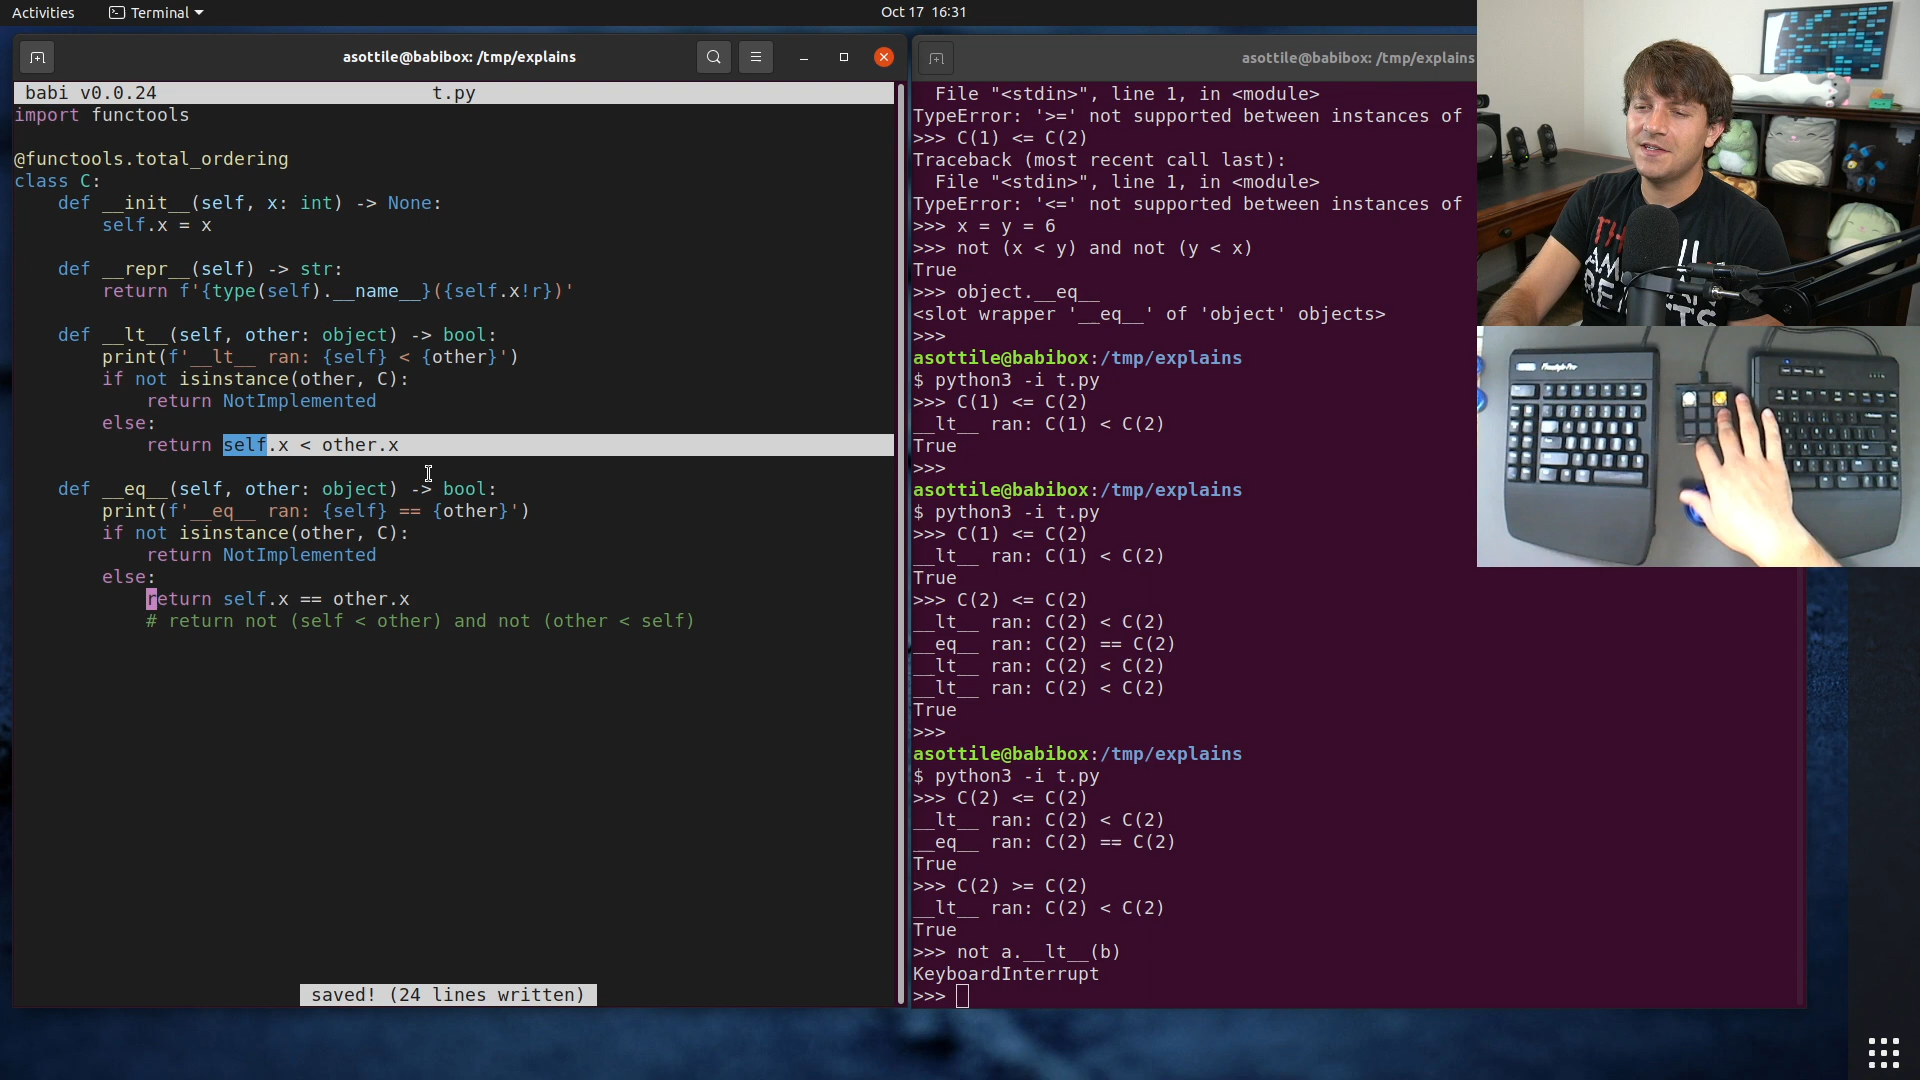 Activities
Terminal
Oct 17 16:31
asottile@babibox: /tmp/explains
babi v0.0.24
t.py
import functools
@functools.total_ordering
class C:
def __init__(self, x: int) -> None:
self.x = x
def __repr__(self) -> str:
return f'{type(self).__name__}({self.x!r})'
def __lt__(self, other: object) -> bool:
print(f'__lt__ ran: {self} < {other}')
if not isinstance(other, C):
return NotImplemented
else:
return self.x < other.x
def __eq__(self, other: object) -> bool:
print(f'__eq__ ran: {self} == {other}')
if not isinstance(other, C):
return NotImplemented
else:
return self.x == other.x
# return not (self < other) and not (other < self)
saved! (24 lines written)
asottile@babibox: /tmp/explains
File "<stdin>", line 1, in <module>
TypeError: '>=' not supported between instances of
>>> C(1) <= C(2)
Traceback (most recent call last):
File "<stdin>", line 1, in <module>
TypeError: '<=' not supported between instances of
>>> x = y = 6
>>> not (x < y) and not (y < x)
True
>>> object.__eq__
<slot wrapper '__eq__' of 'object' objects>
>>>
asottile@babibox:/tmp/explains
$ python3 -i t.py
>>> C(1) <= C(2)
__lt__ ran: C(1) < C(2)
True
>>>
asottile@babibox:/tmp/explains
$ python3 -i t.py
>>> C(1) <= C(2)
__lt__ ran: C(1) < C(2)
True
>>> C(2) <= C(2)
__lt__ ran: C(2) < C(2)
__eq__ ran: C(2) == C(2)
__lt__ ran: C(2) < C(2)
__lt__ ran: C(2) < C(2)
True
>>>
asottile@babibox:/tmp/explains
$ python3 -i t.py
>>> C(2) <= C(2)
__lt__ ran: C(2) < C(2)
__eq__ ran: C(2) == C(2)
True
>>> C(2) >= C(2)
__lt__ ran: C(2) < C(2)
True
>>> not a.__lt__(b)
KeyboardInterrupt
>>>